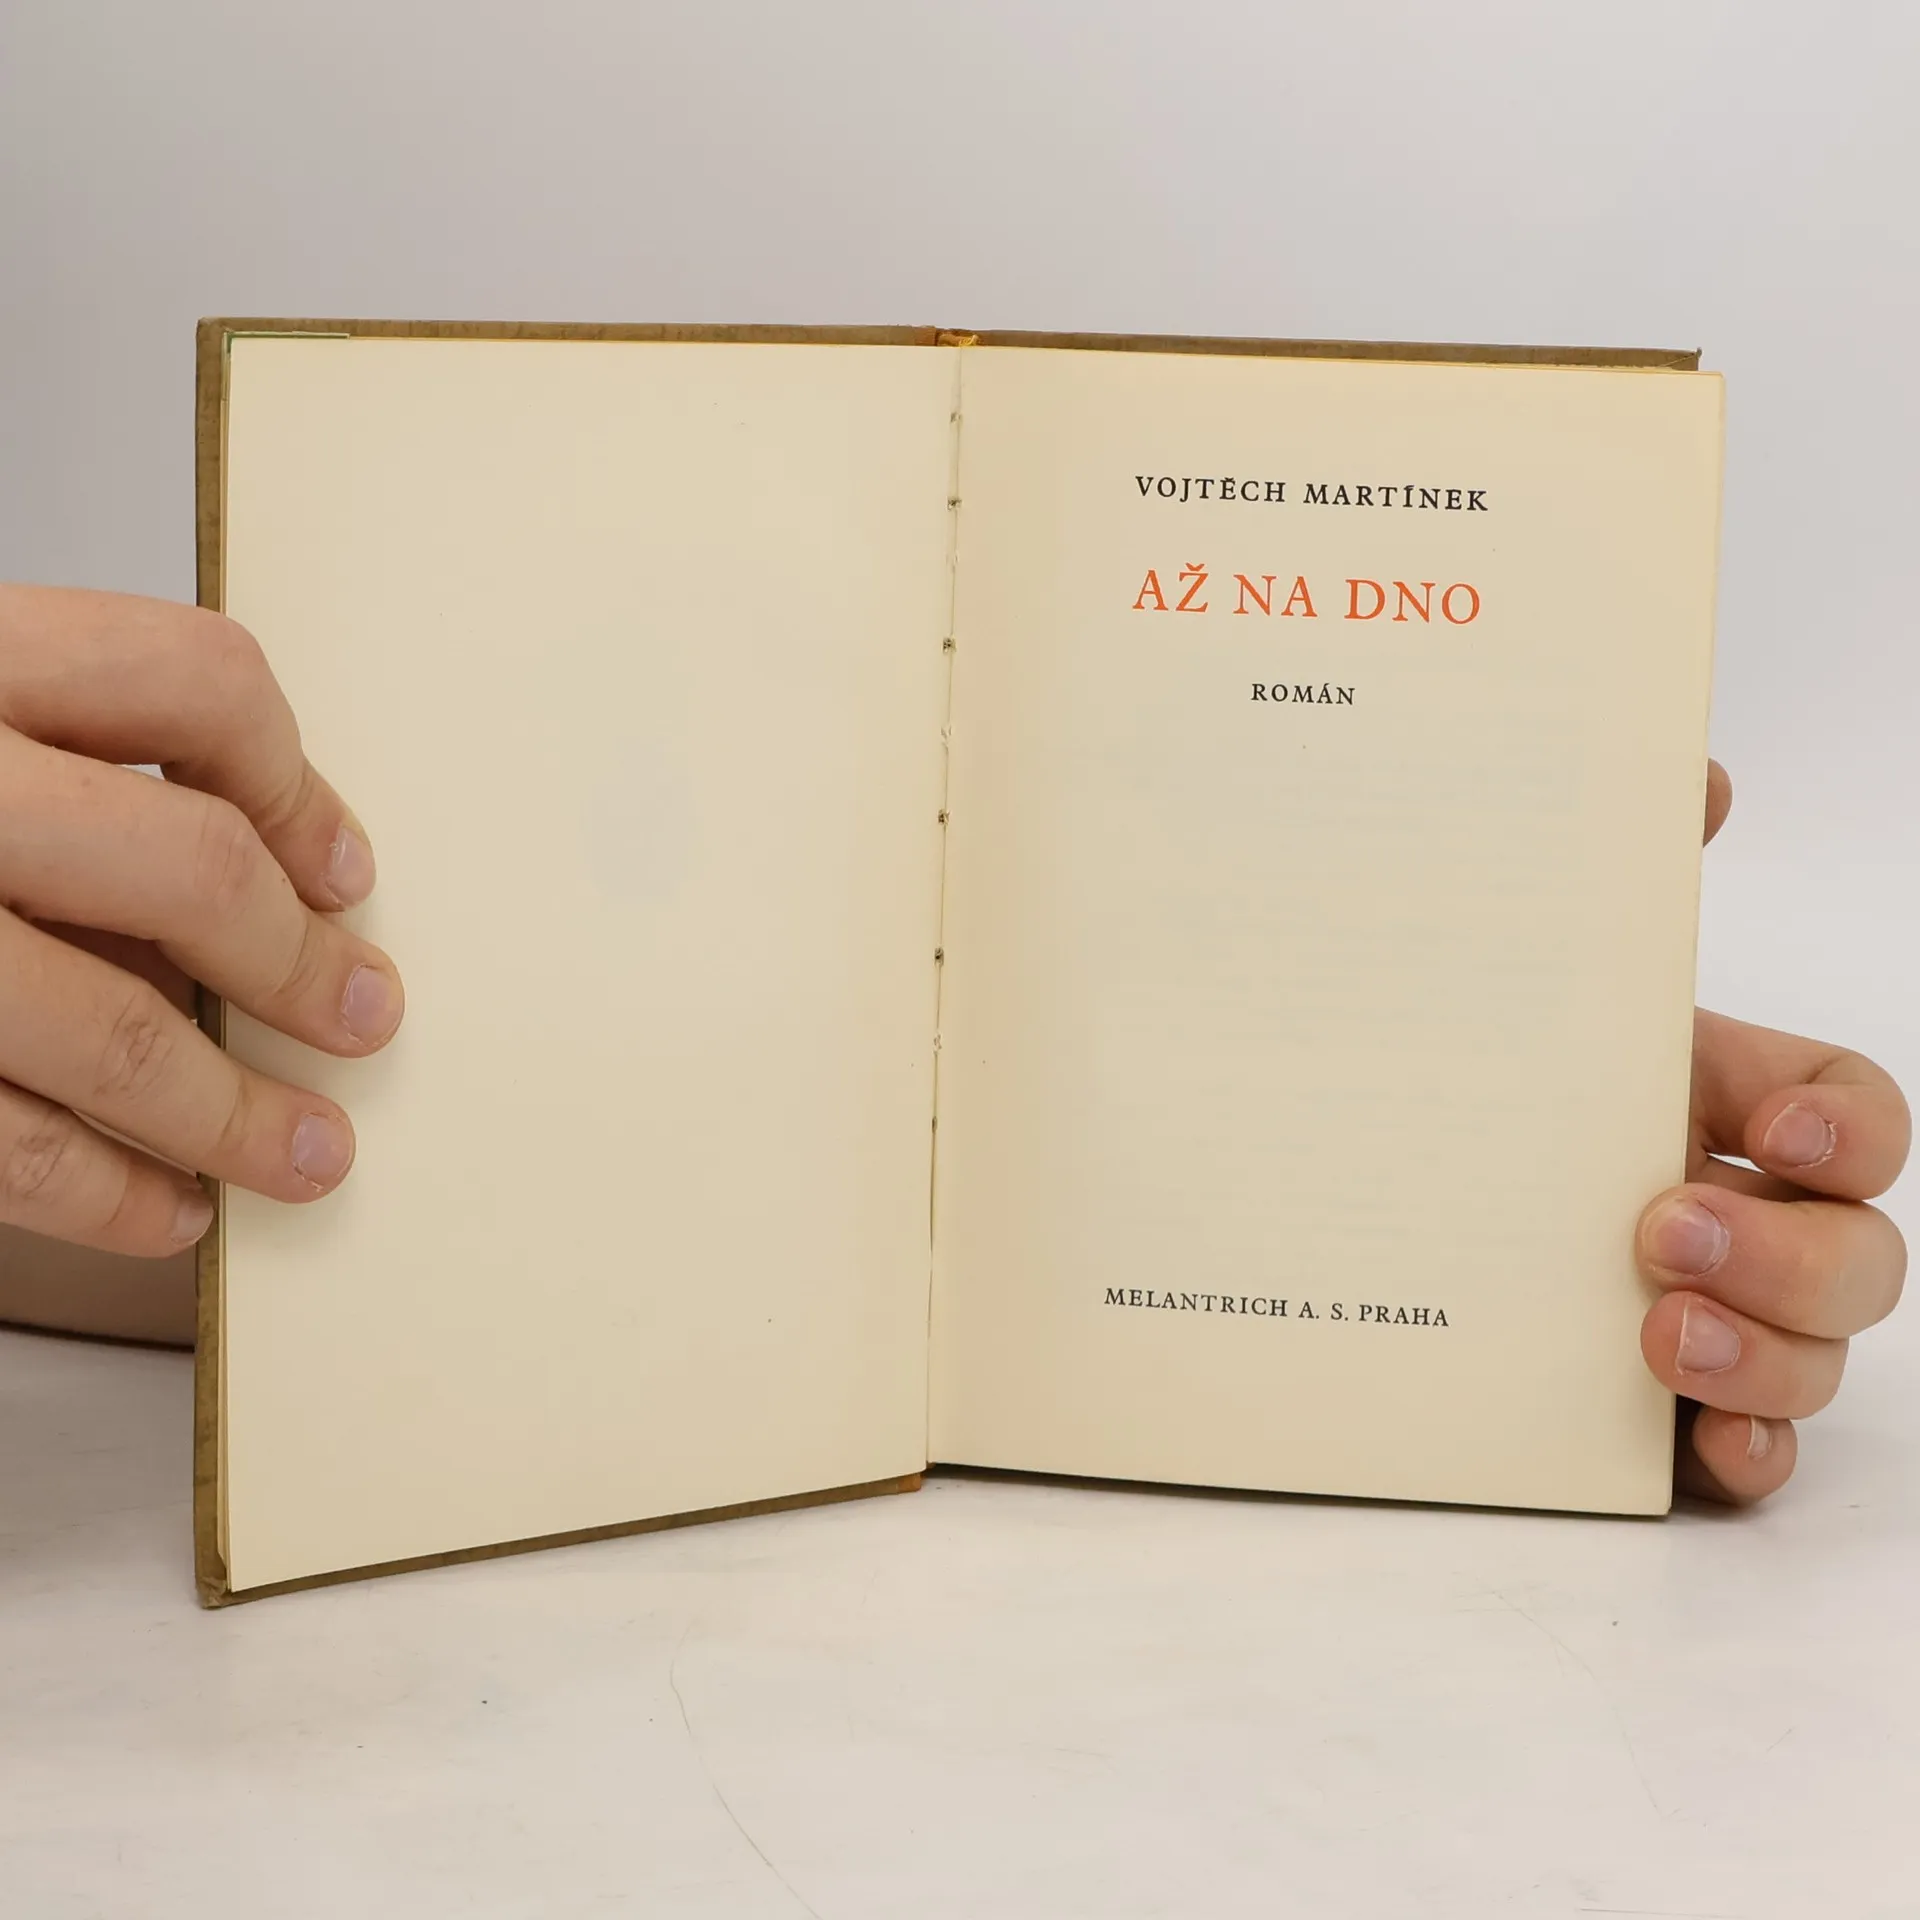 VOJTĚCH MARTÍNEK
AŽ NA DNO
ROMÁN
MELANTRICH A. S. PRAHA